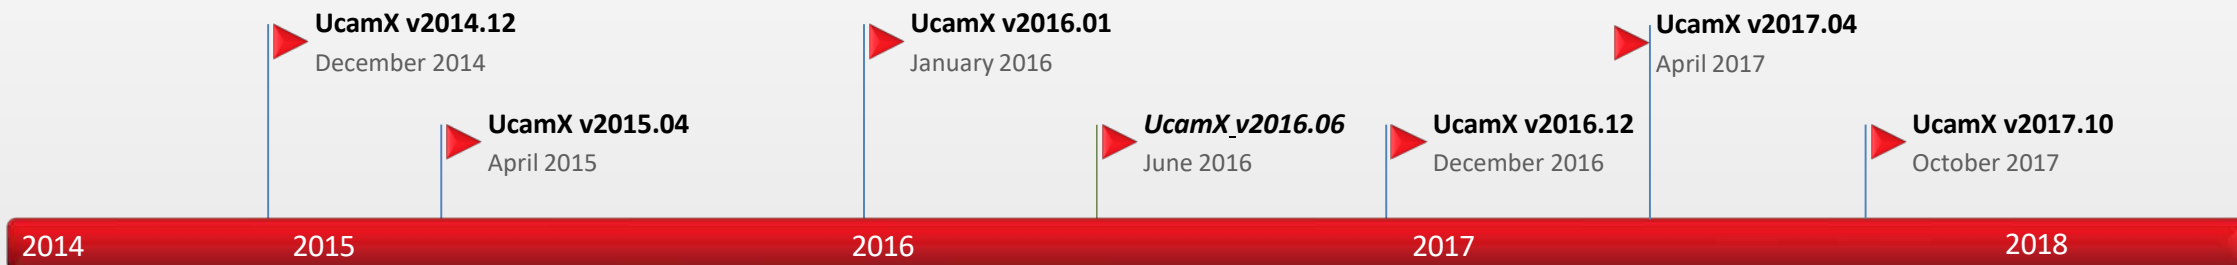 UcamX v2014.12
December 2014
UcamX v2016.01
January 2016
UcamX v2017.04
April 2017
UcamX v2015.04
April 2015
UcamX v2016.06
June 2016
UcamX v2016.12
December 2016
UcamX v2017.10
October 2017
2014
2015
2016
2017
2018